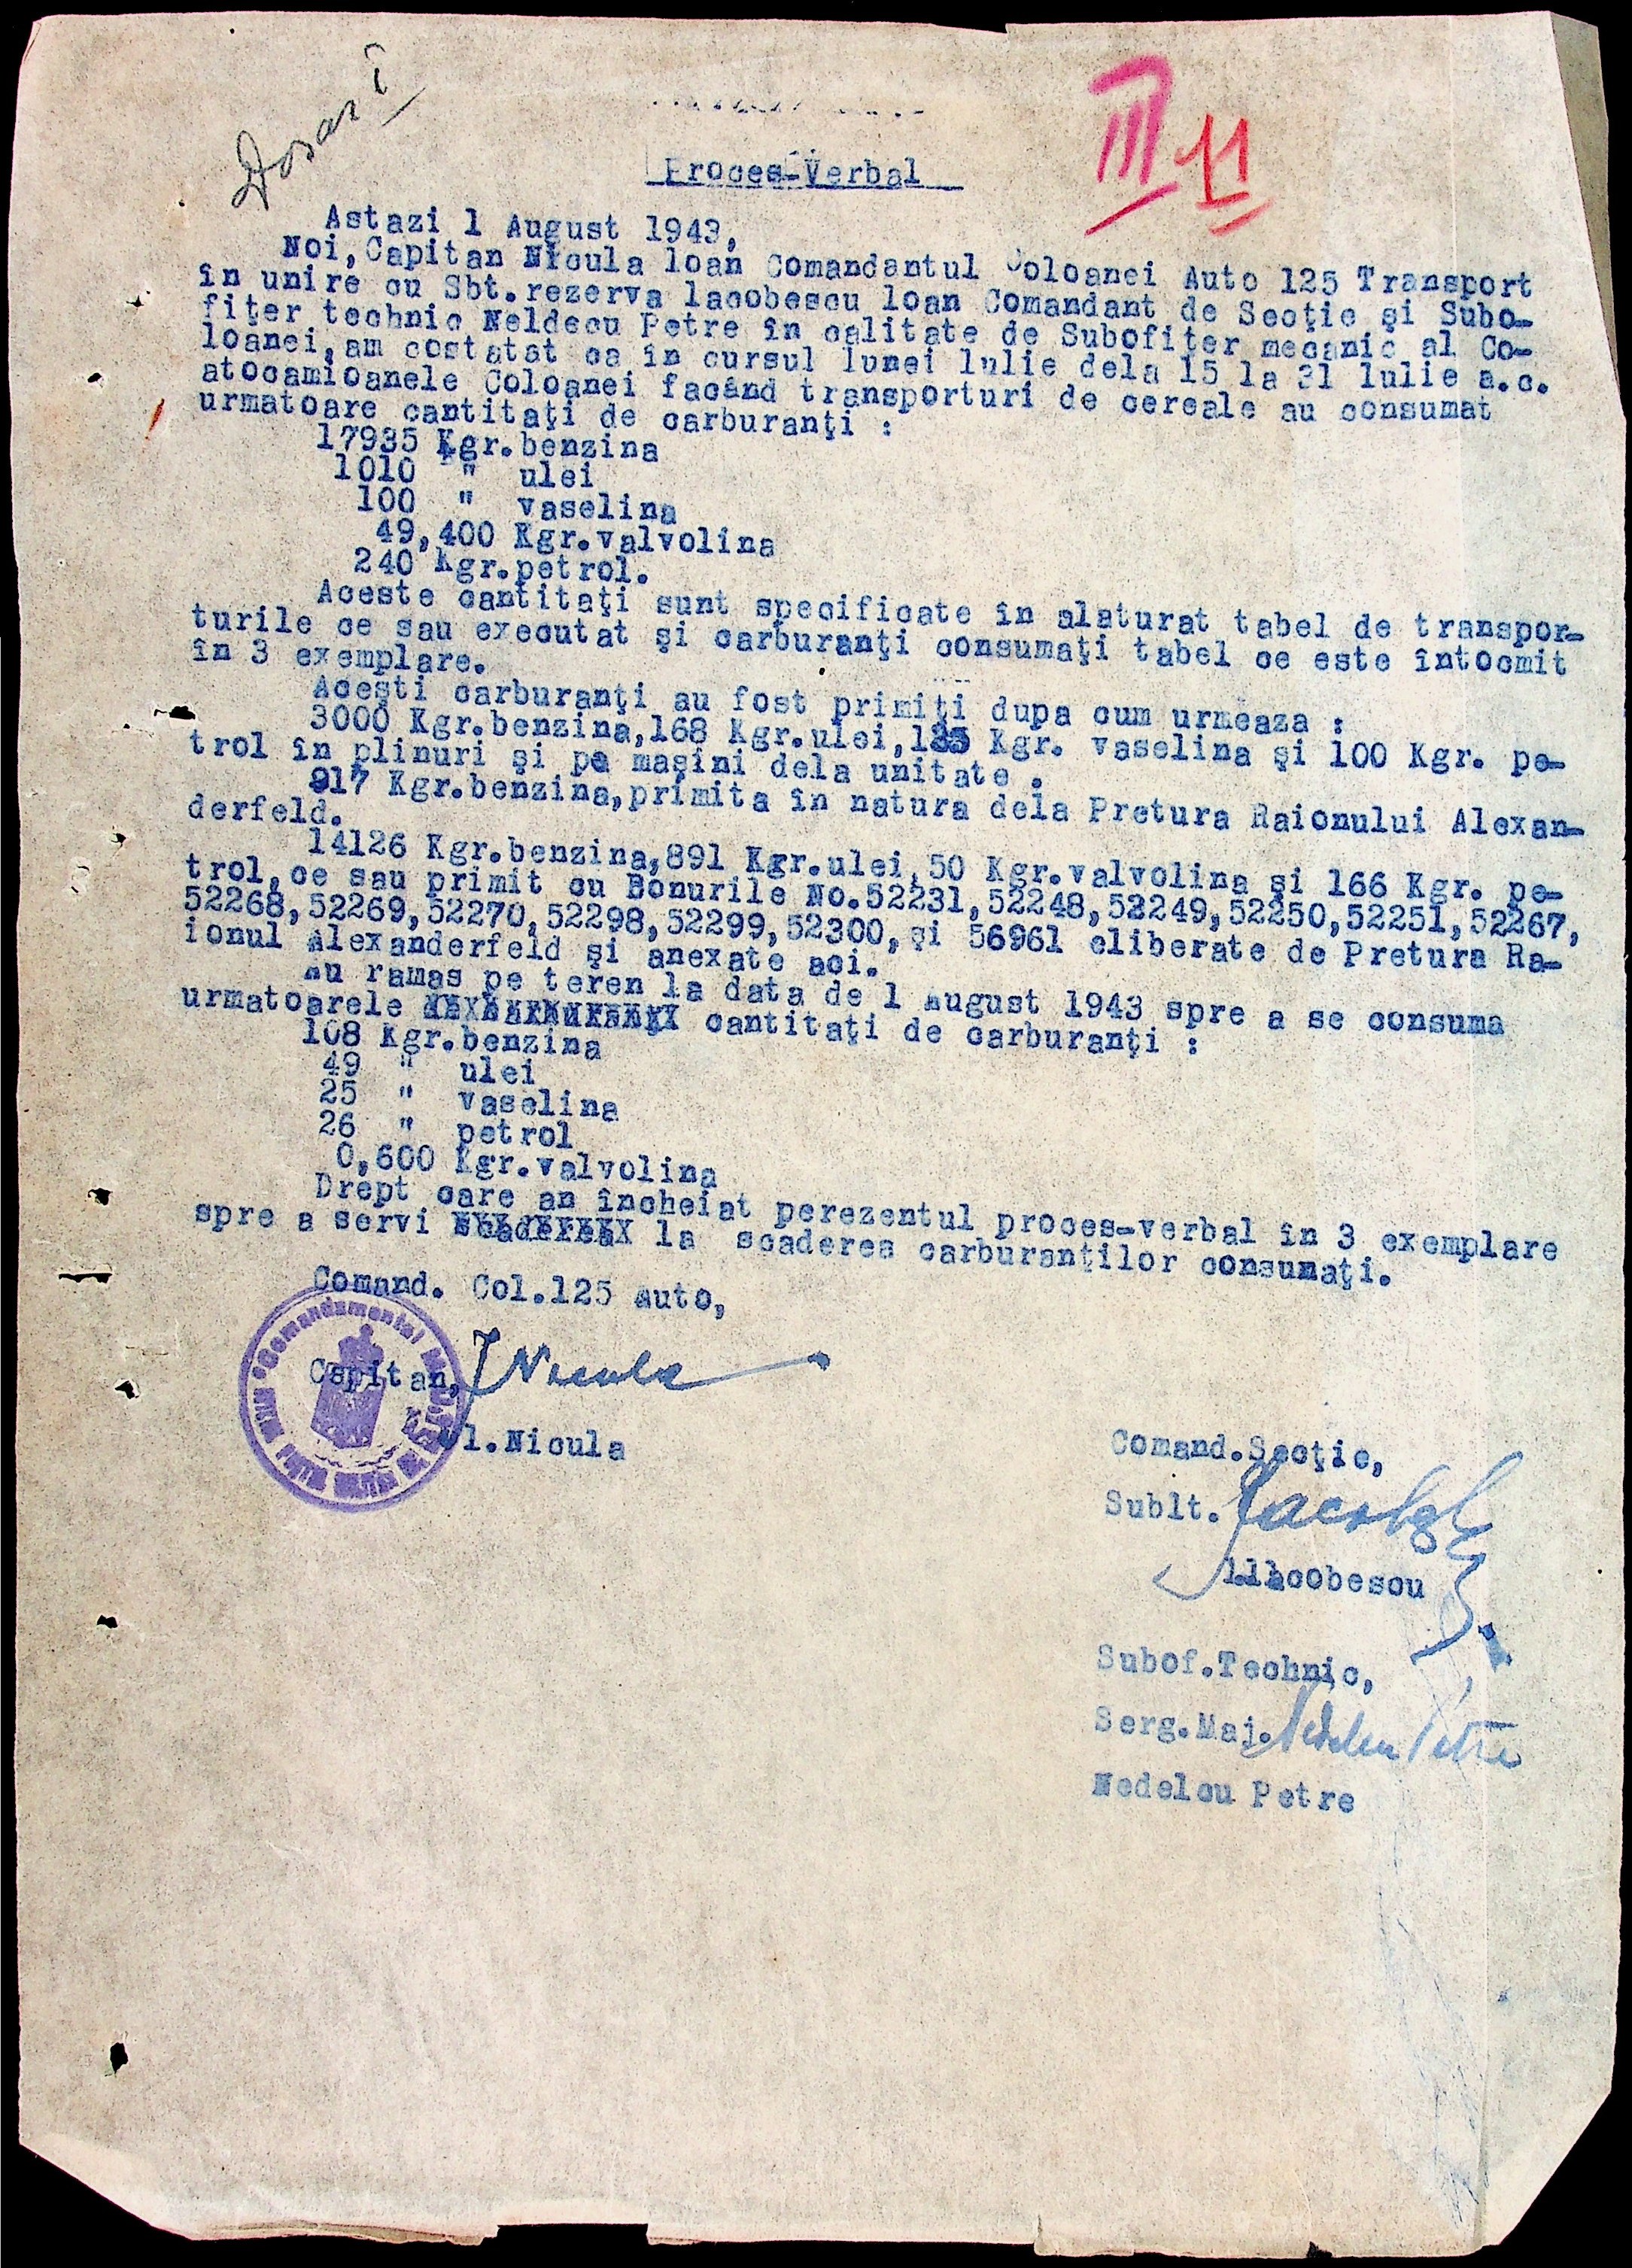 Dosar I
III 11
Proces-Verbal
Astazi 1 August 1943,
Noi,Capitan Nicula Ioan Comandantul Coloanei Auto 125 Transport
în unire cu Sbt.rezerva Iacobescu Ioan Comandant de Secţie şi Subo-
fiţer technic Neldecu Petre în calitate de Subofiţer mecanic al Co-
loanei,am costatat ca în cursul lunei Iulie dela 15 la 31 Iulie a.c.
atocamioanele Coloanei facând transporturi de cereale au consumat
urmatoare cantitaţi de carburanţi :
17935 Kgr.benzina
1010 " ulei
100 " vaselina
49,400 Kgr.valvolina
240 Kgr.petrol.
Aceste cantitaţi sunt specificate în alaturat tabel de transpor-
turile ce sau executat şi carburanţi consumaţi tabel ce este întocmit
în 3 exemplare.
Aceşti carburanţi au fost primiţi dupa cum urmeaza :
3000 Kgr.benzina,168 Kgr.ulei,125 Kgr. vaselina şi 100 Kgr. pe-
trol în plinuri şi pe maşini dela unitate .
917 Kgr.benzina,primita în natura dela Pretura Raionului Alexan-
derfeld.
14126 Kgr.benzina,891 Kgr.ulei,50 Kgr.valvolina şi 166 Kgr. pe-
trol,ce sau primit cu Bonurile No.52231,52248,52249,52250,52251,52267,
52268,52269,52270,52298,52299,52300,şi 56961 eliberate de Pretura Ra-
ionul Alexanderfeld şi anexate aci.
Au ramas pe teren la data de 1 August 1943 spre a se consuma
urmatoarele cantitaţi de carburanţi :
108 Kgr.benzina
49 " ulei
25 " vaselina
26 " petrol
0,600 Kgr.valvolina
Drept care an încheiat perezentul proces-verbal în 3 exemplare
spre a servi la scaderea carburanţilor consumaţi.
Comand. Col.125 Auto,
Capitan, INicula
I.Nicula
Comand.Secţie,
Sublt.
I.Iacobescu
Subof.Technic,
Serg.Maj. Nedelcu Petre
Nedelcu Petre